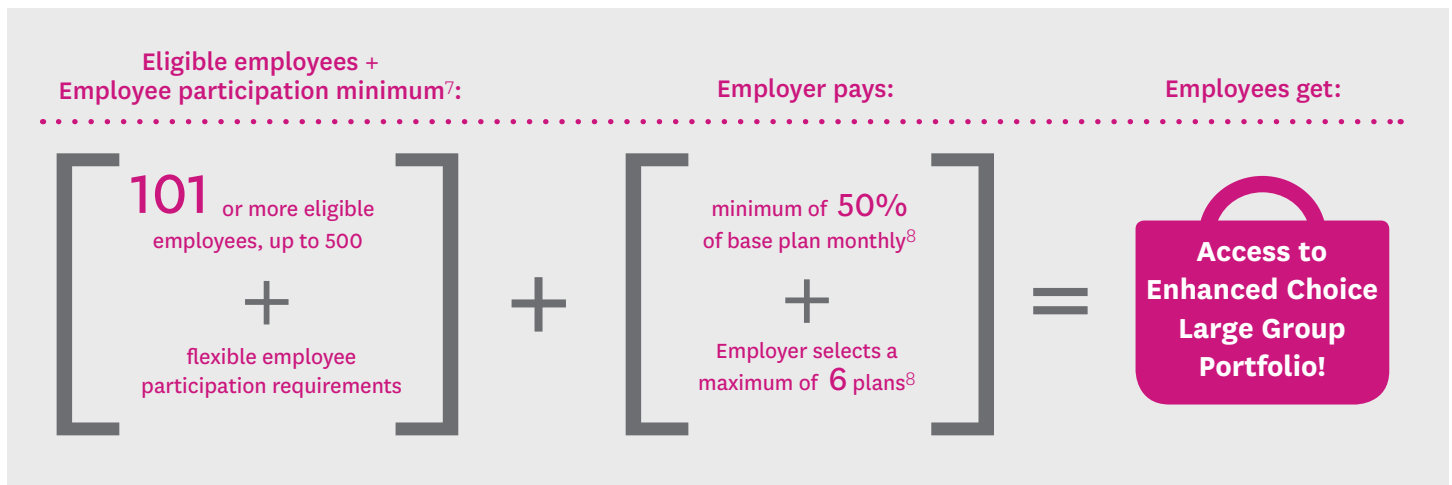 Eligible employees +
Employee participation minimum7:
Employer pays:
Employees get:
[ 101 or more eligible
employees, up to 500
+
flexible employee
participation requirements ]
+
[ minimum of 50%
of base plan monthly8
+
Employer selects a
maximum of 6 plans8 ]
=
Access to
Enhanced Choice
Large Group
Portfolio!